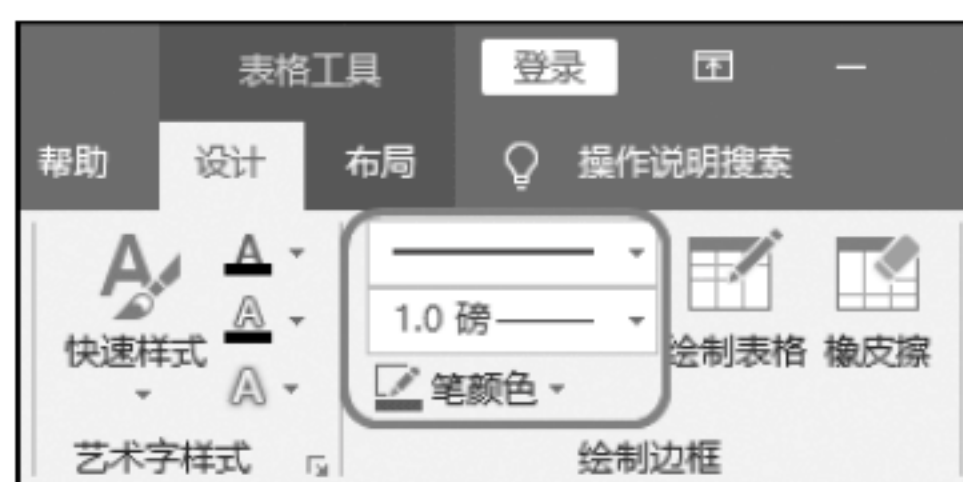 表格工具 登录
帮助 设计 布局 操作说明搜索
A A
1.0 磅 A 绘制表格 橡皮擦
快速样式
笔颜色 A
艺术字样式 绘制边框